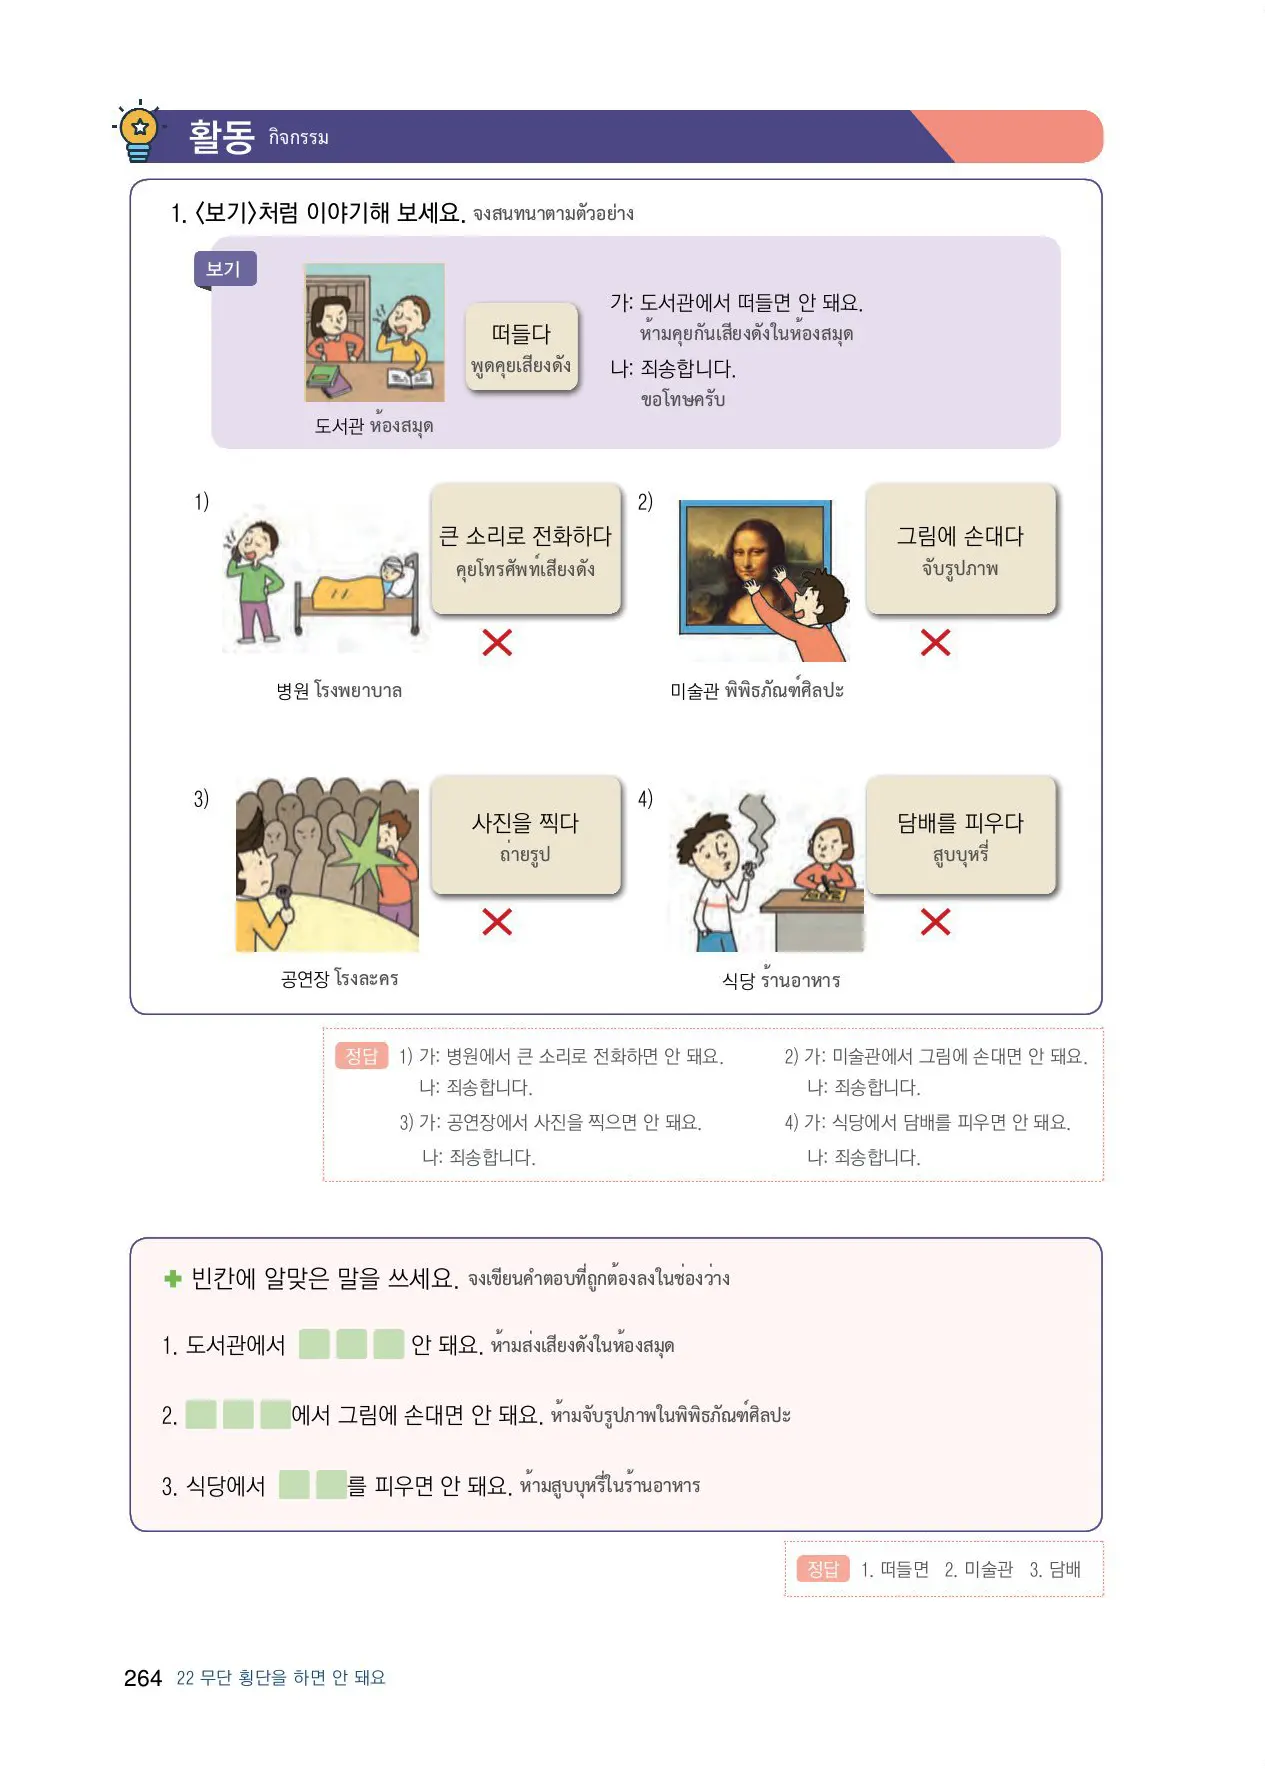 활동 กิจกรรม
1. 〈보기〉처럼 이야기해 보세요. จงสนทนาตามตัวอย่าง
보기
떠들다
พูดคุยเสียงดัง
도서관 ห้องสมุด
가: 도서관에서 떠들면 안 돼요.
ห้ามคุยกันเสียงดังในห้องสมุด
나: 죄송합니다.
ขอโทษครับ
1)
큰 소리로 전화하다
คุยโทรศัพท์เสียงดัง
병원 โรงพยาบาล
2)
그림에 손대다
จับรูปภาพ
미술관 พิพิธภัณฑ์ศิลปะ
3)
사진을 찍다
ถ่ายรูป
공연장 โรงละคร
4)
담배를 피우다
สูบบุหรี่
식당 ร้านอาหาร
정답
1) 가: 병원에서 큰 소리로 전화하면 안 돼요.
나: 죄송합니다.
2) 가: 미술관에서 그림에 손대면 안 돼요.
나: 죄송합니다.
3) 가: 공연장에서 사진을 찍으면 안 돼요.
나: 죄송합니다.
4) 가: 식당에서 담배를 피우면 안 돼요.
나: 죄송합니다.
빈칸에 알맞은 말을 쓰세요. จงเขียนคำตอบที่ถูกต้องลงในช่องว่าง
1. 도서관에서 안 돼요. ห้ามส่งเสียงดังในห้องสมุด
2. 에서 그림에 손대면 안 돼요. ห้ามจับรูปภาพในพิพิธภัณฑ์ศิลปะ
3. 식당에서 를 피우면 안 돼요. ห้ามสูบบุหรี่ในร้านอาหาร
정답 1. 떠들면 2. 미술관 3. 담배
264 22 무단 횡단을 하면 안 돼요